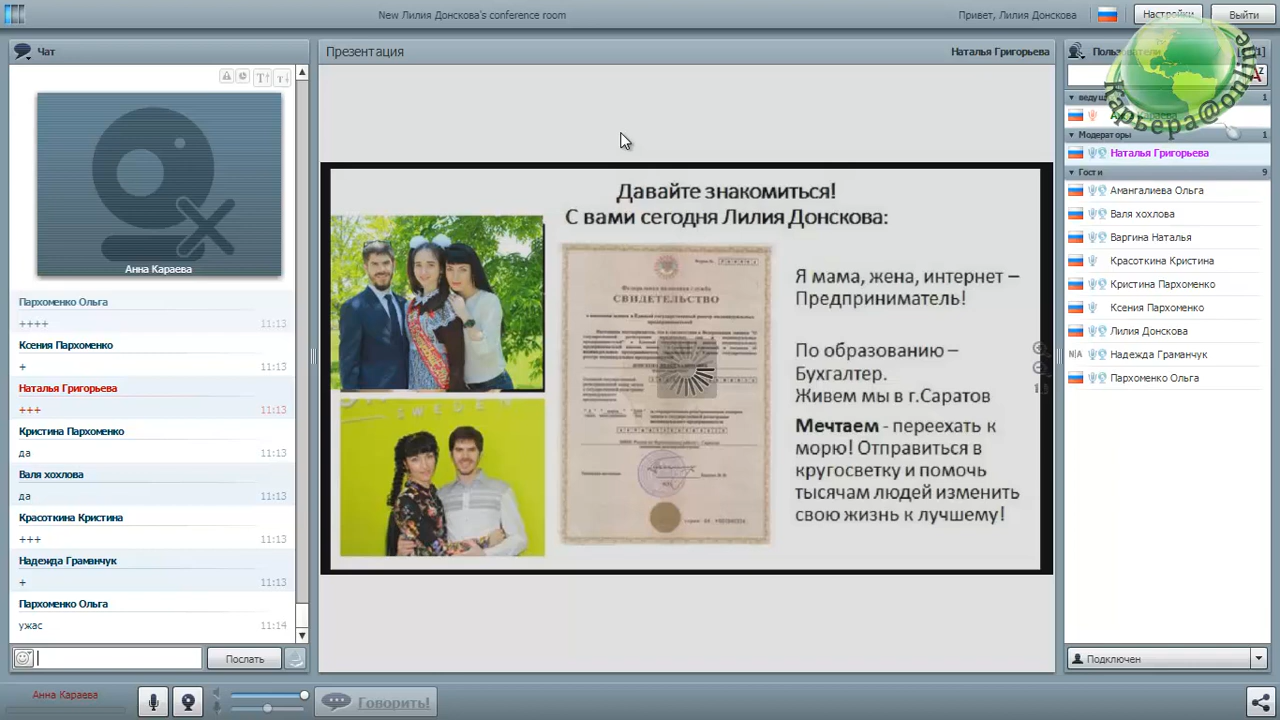 New Лилия Донскова's conference room
Привет, Лилия Донскова
Настройки
Выйти
Чат
Анна Караева
Пархоменко Ольга
++++ 11:13
Ксения Пархоменко
+ 11:13
Наталья Григорьева
+++ 11:13
Кристина Пархоменко
да 11:13
Валя хохлова
да 11:13
Красоткина Кристина
+++ 11:13
Надежда Граманчук
+ 11:13
Пархоменко Ольга
ужас 11:14
Послать
Презентация
Наталья Григорьева
Давайте знакомиться!
С вами сегодня Лилия Донскова:
СВИДЕТЕЛЬСТВО
Я мама, жена, интернет –
Предприниматель!
По образованию –
Бухгалтер.
Живем мы в г.Саратов
Мечтаем - переехать к
морю! Отправиться в
кругосветку и помочь
тысячам людей изменить
свою жизнь к лучшему!
SWEDE
Карьера@online
1
Модераторы 1
Наталья Григорьева
Гости 9
Амангалиева Ольга
Валя хохлова
Варгина Наталья
Красоткина Кристина
Кристина Пархоменко
Ксения Пархоменко
Лилия Донскова
N|A Надежда Граманчук
Пархоменко Ольга
Подключен
Анна Караева
Говорить!